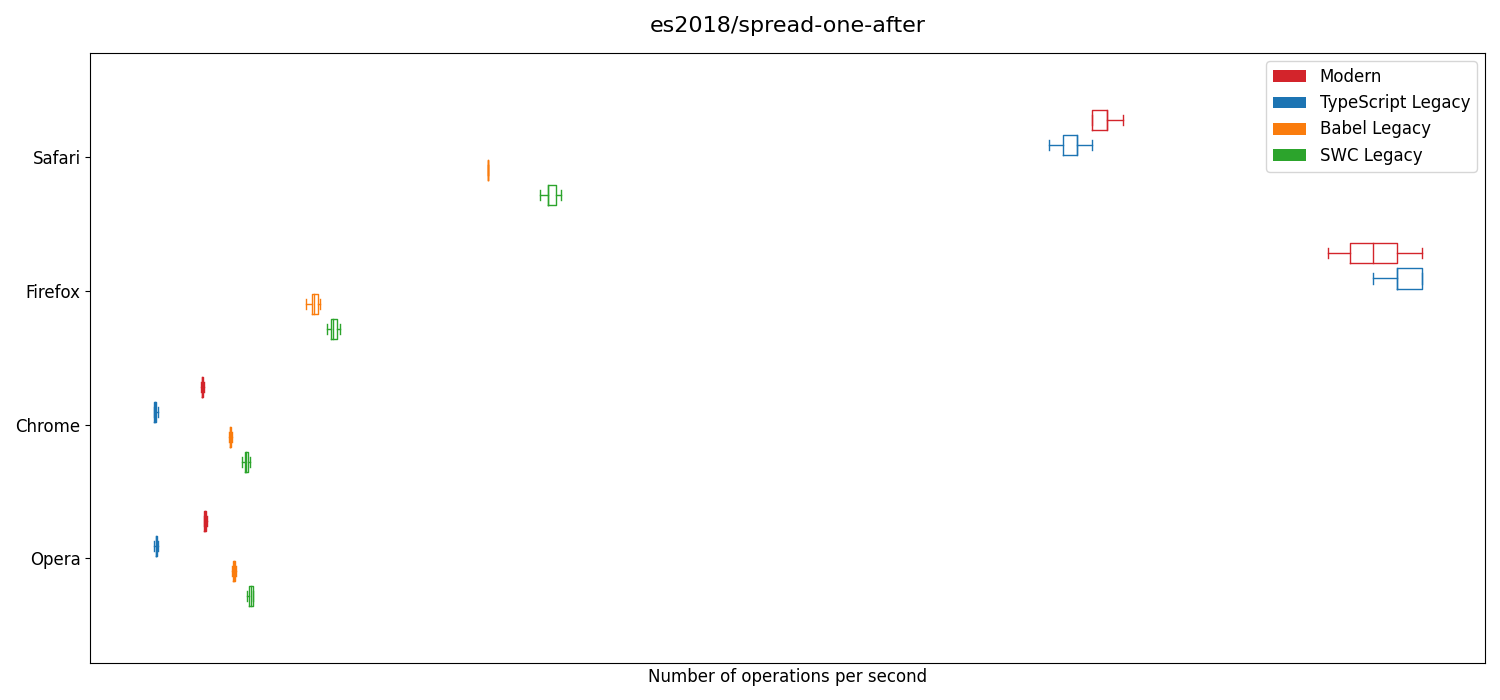 es2018/spread-one-after
Modern
TypeScript Legacy
Babel Legacy
SWC Legacy
Safari
Firefox
Chrome
Opera
Number of operations per second